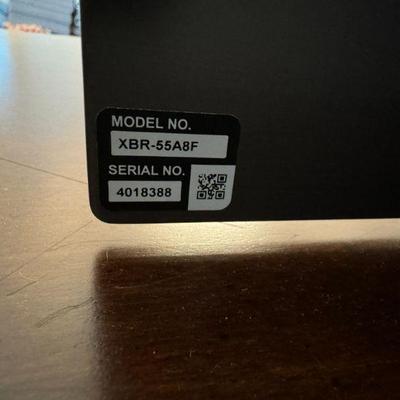 MODEL NO.
XBR-55A8F
SERIAL NO.
4018388